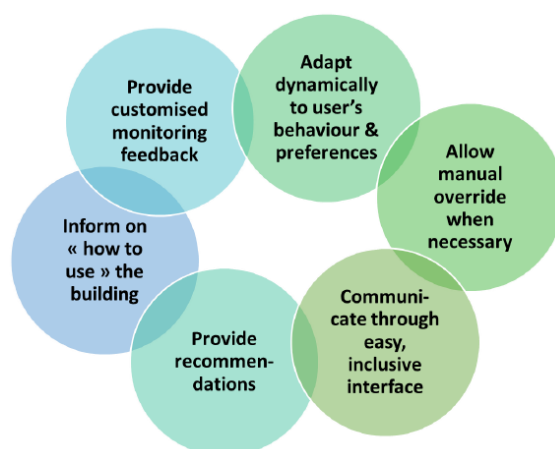 Provide
customised
monitoring
feedback
Adapt
dynamically
to user's
behaviour &
preferences
Allow
manual
override
when
necessary
Communi-
cate through
easy,
inclusive
interface
Provide
recommen-
dations
Inform on
« how to
use » the
building